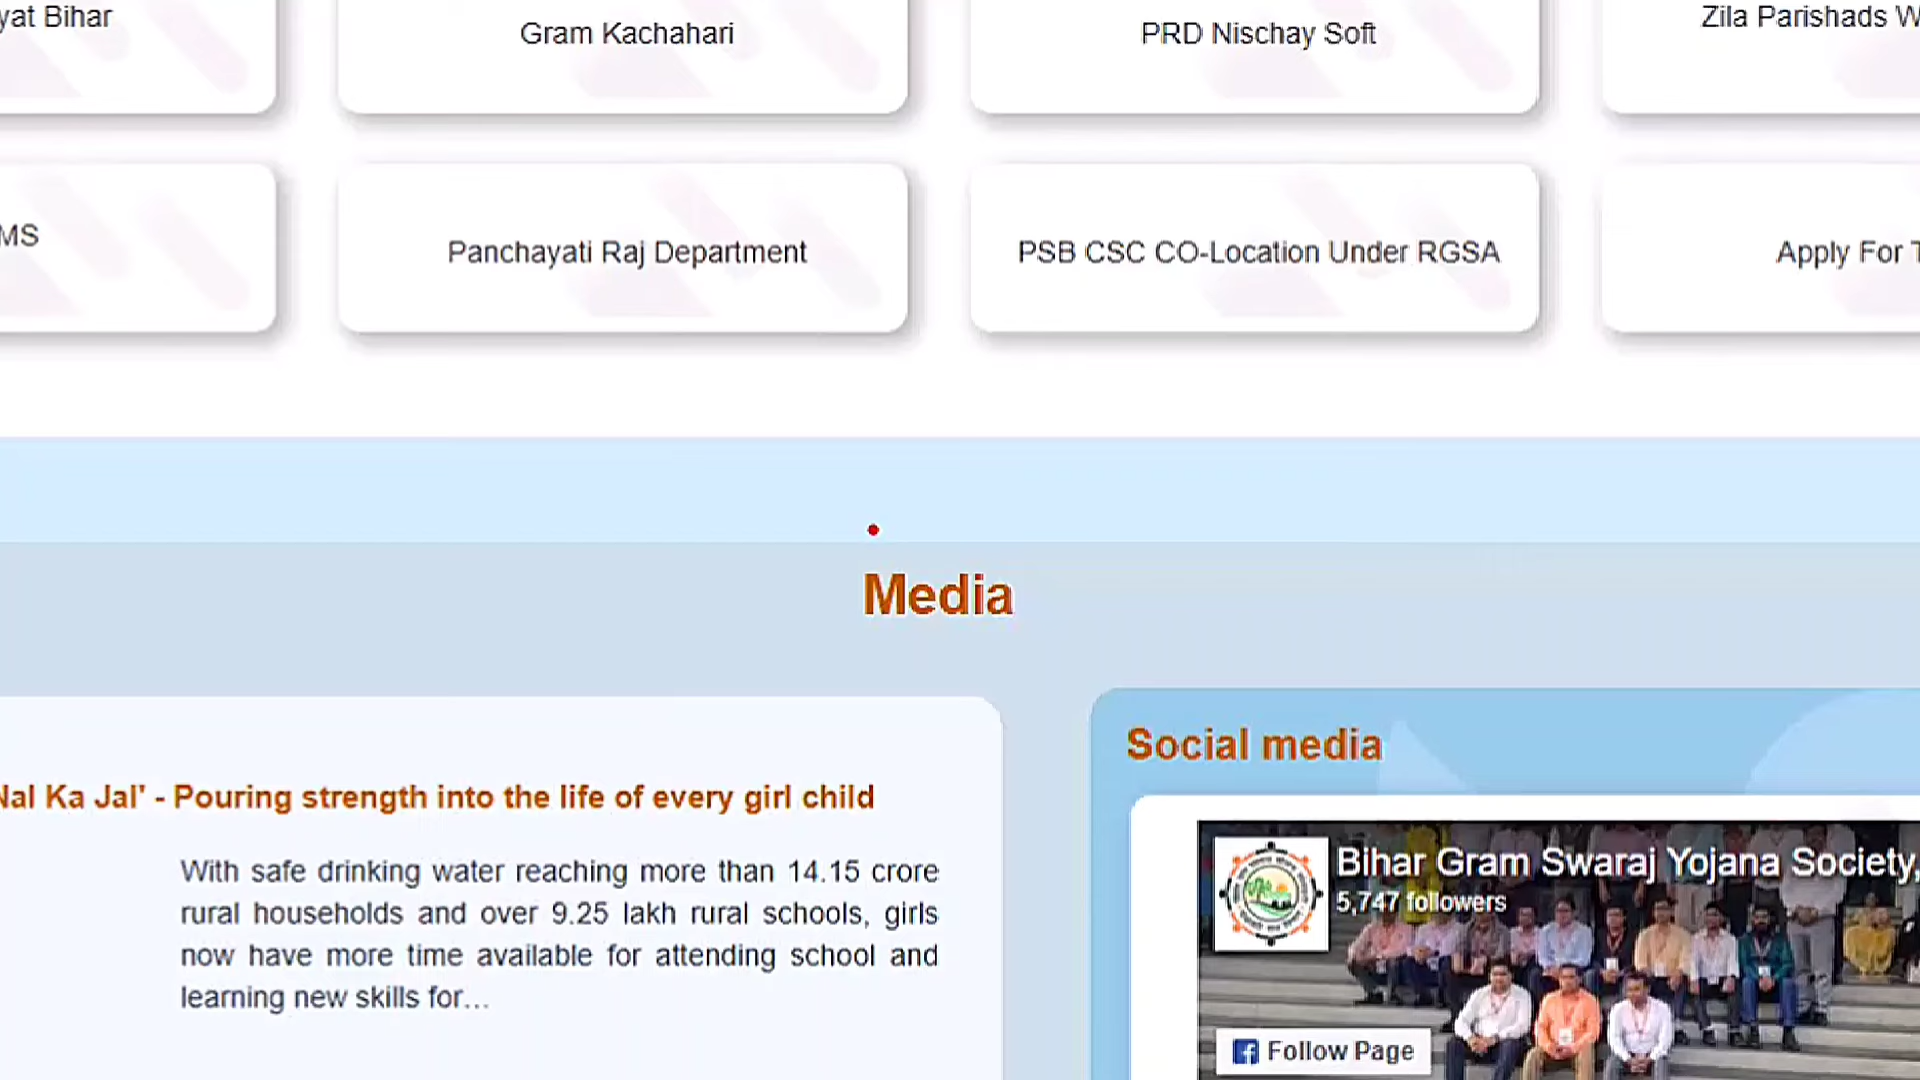 yat Bihar
Gram Kachahari
PRD Nischay Soft
Zila Parishads W
MS
Panchayati Raj Department
PSB CSC CO-Location Under RGSA
Apply For T
Media
Nal Ka Jal' - Pouring strength into the life of every girl child
With safe drinking water reaching more than 14.15 crore
rural households and over 9.25 lakh rural schools, girls
now have more time available for attending school and
learning new skills for...
Social media
Bihar Gram Swaraj Yojana Society,
5,747 followers
Follow Page